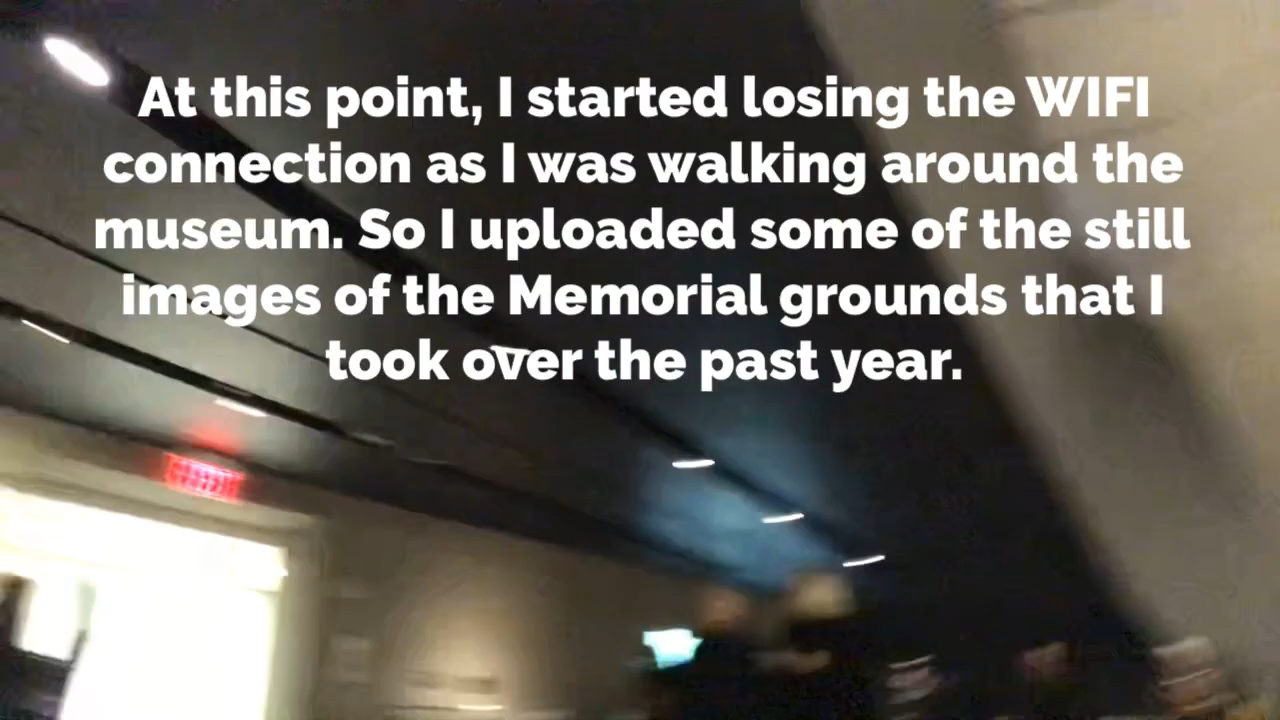 At this point, I started losing the WIFI
connection as I was walking around the
museum. So I uploaded some of the still
images of the Memorial grounds that I
took over the past year.